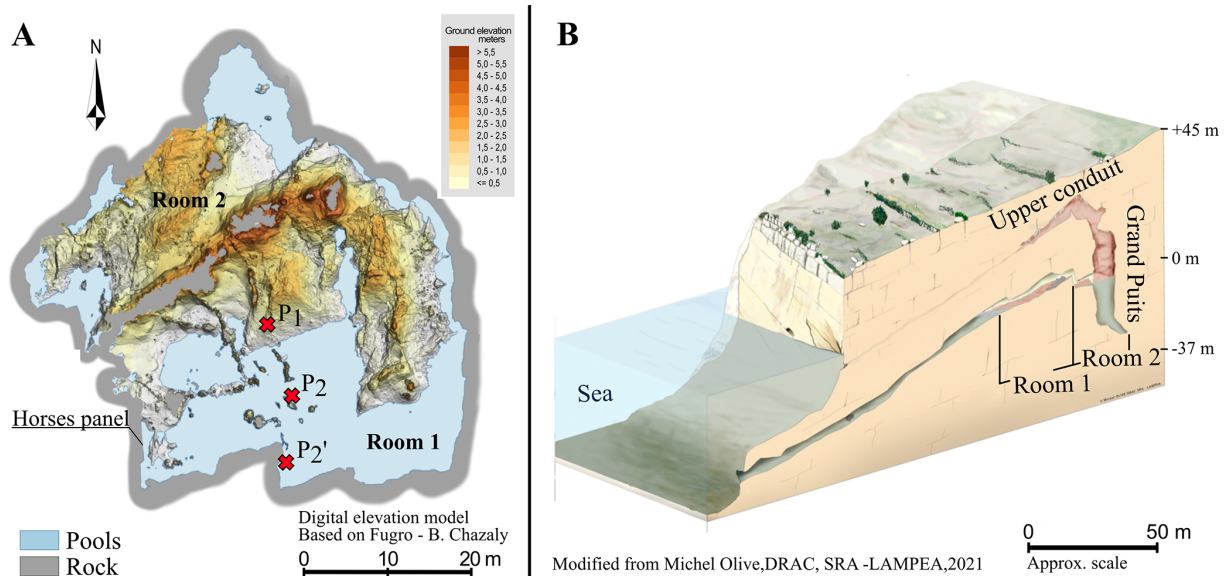 A
N
Ground elevation
meters
> 5,5
5,0 - 5,5
4,5 - 5,0
4,0 - 4,5
3,5 - 4,0
3,0 - 3,5
2,5 - 3,0
2,0 - 2,5
1,5 - 2,0
1,0 - 1,5
0,5 - 1,0
<= 0,5
Room 2
P1
P2
P2'
Horses panel
Room 1
Pools
Rock
Digital elevation model
Based on Fugro - B. Chazaly
0 10 20 m
B
+45 m
Upper conduit
Grand Puits
0 m
-37 m
Room 2
Room 1
Sea
0 50 m
Approx. scale
Modified from Michel Olive,DRAC, SRA -LAMPEA,2021